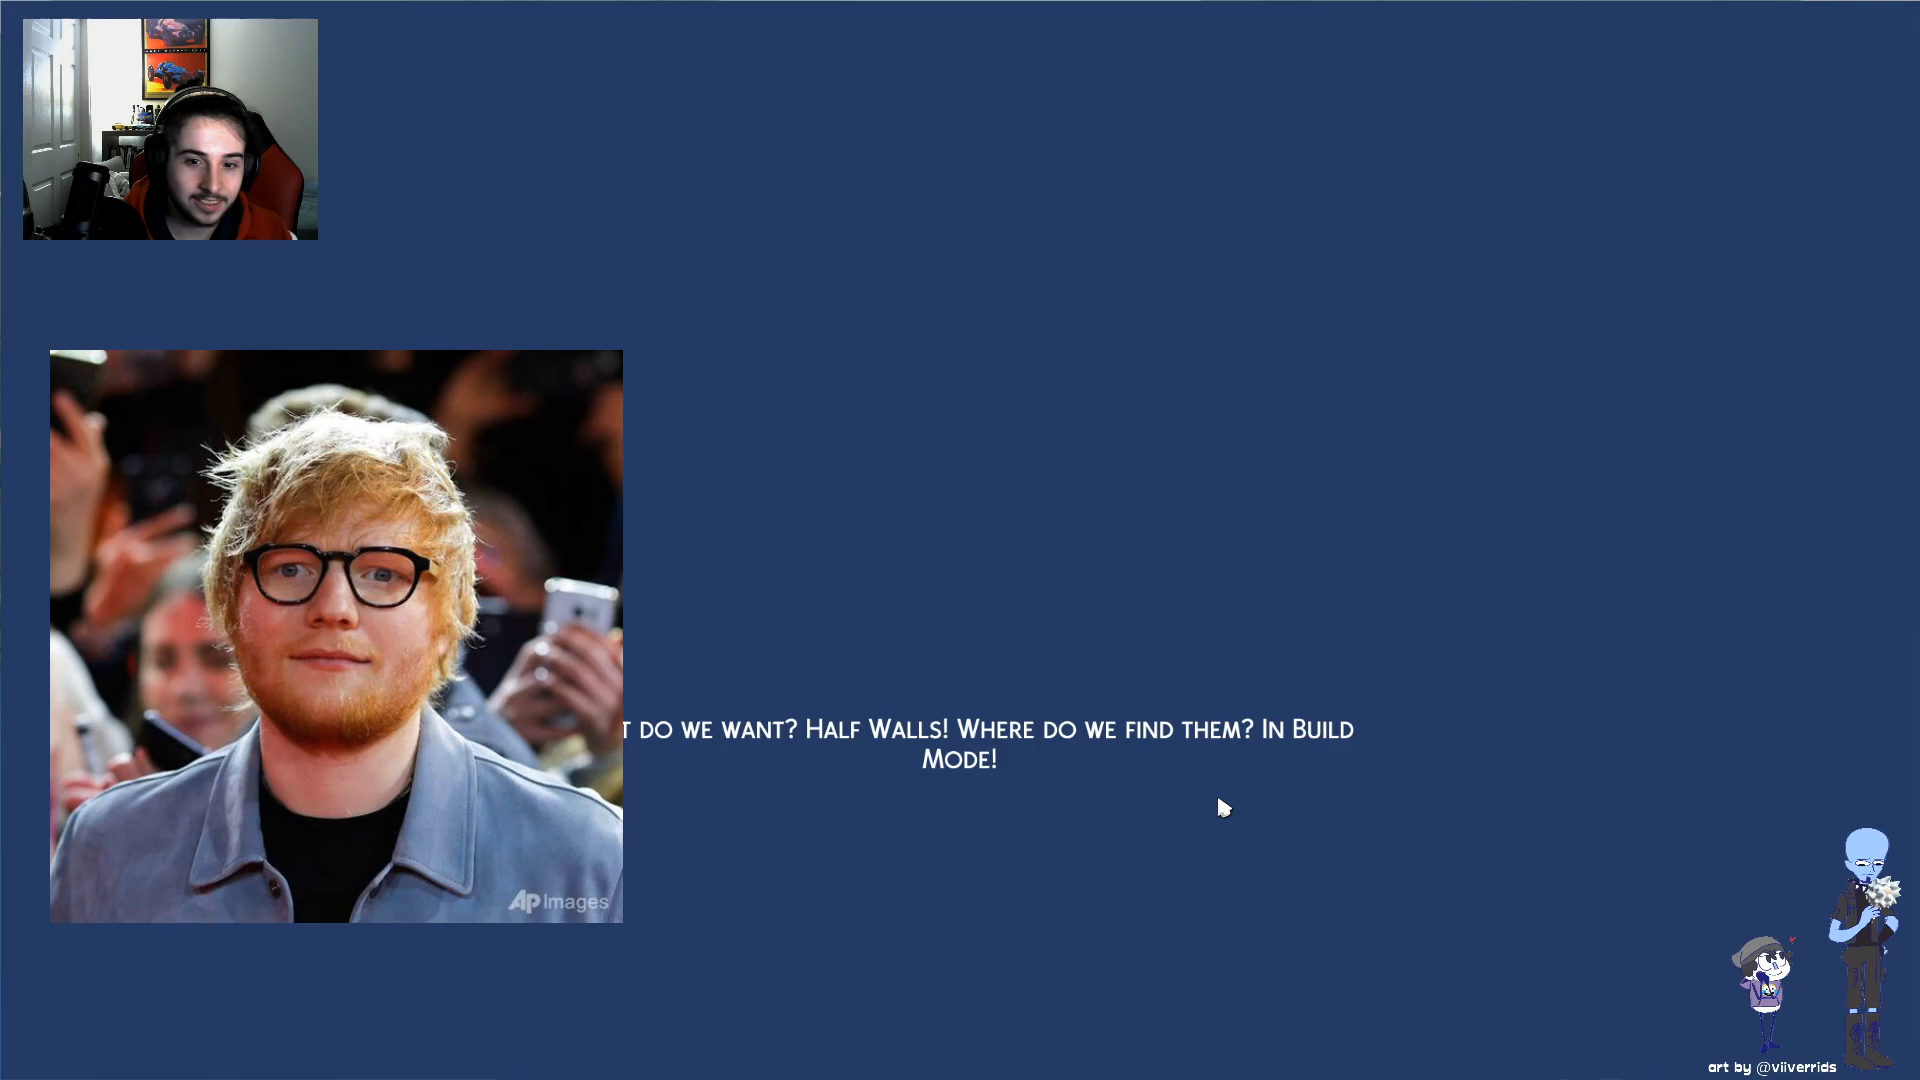 T DO WE WANT? HALF WALLS! WHERE DO WE FIND THEM? IN BUILD
MODE!
AP Images
art by @viiverrids